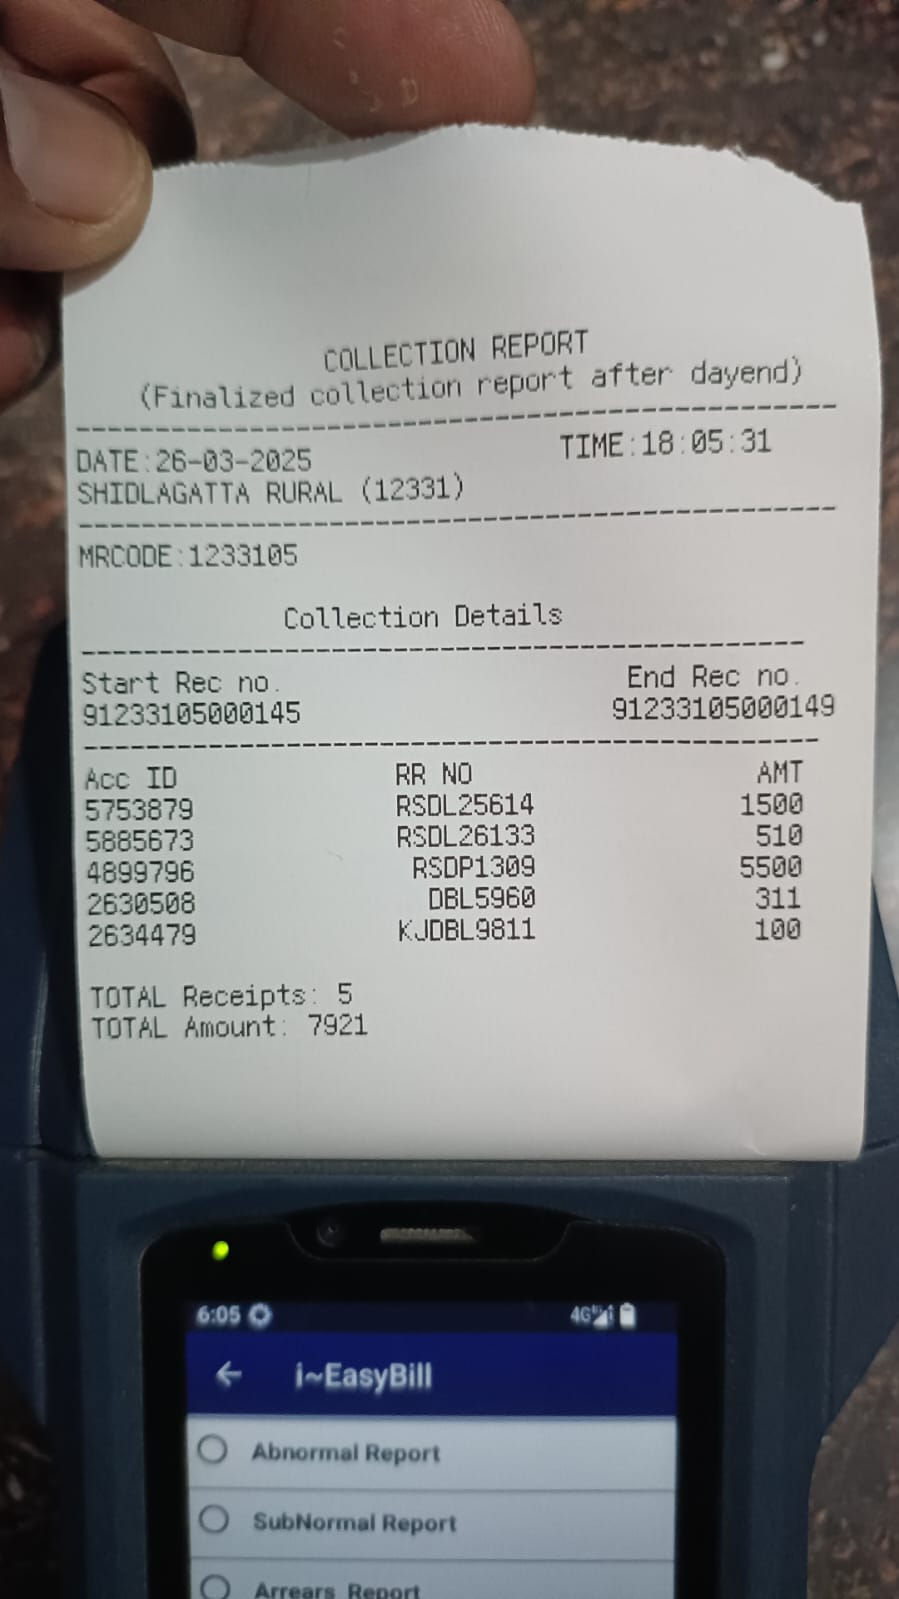 COLLECTION REPORT
(Finalized collection report after dayend)
DATE:26-03-2025 TIME:18:05:31
SHIDLAGATTA RURAL (12331)
MRCODE:1233105
Collection Details
Start Rec no. End Rec no.
91233105000145 91233105000149
Acc ID RR NO AMT
5753879 RSDL25614 1500
5885673 RSDL26133 510
4899796 RSDP1309 5500
2630508 DBL5960 311
2634479 KJDBL9811 100
TOTAL Receipts: 5
TOTAL Amount: 7921
6:05 4G
i~EasyBill
Abnormal Report
SubNormal Report
Arrears Report